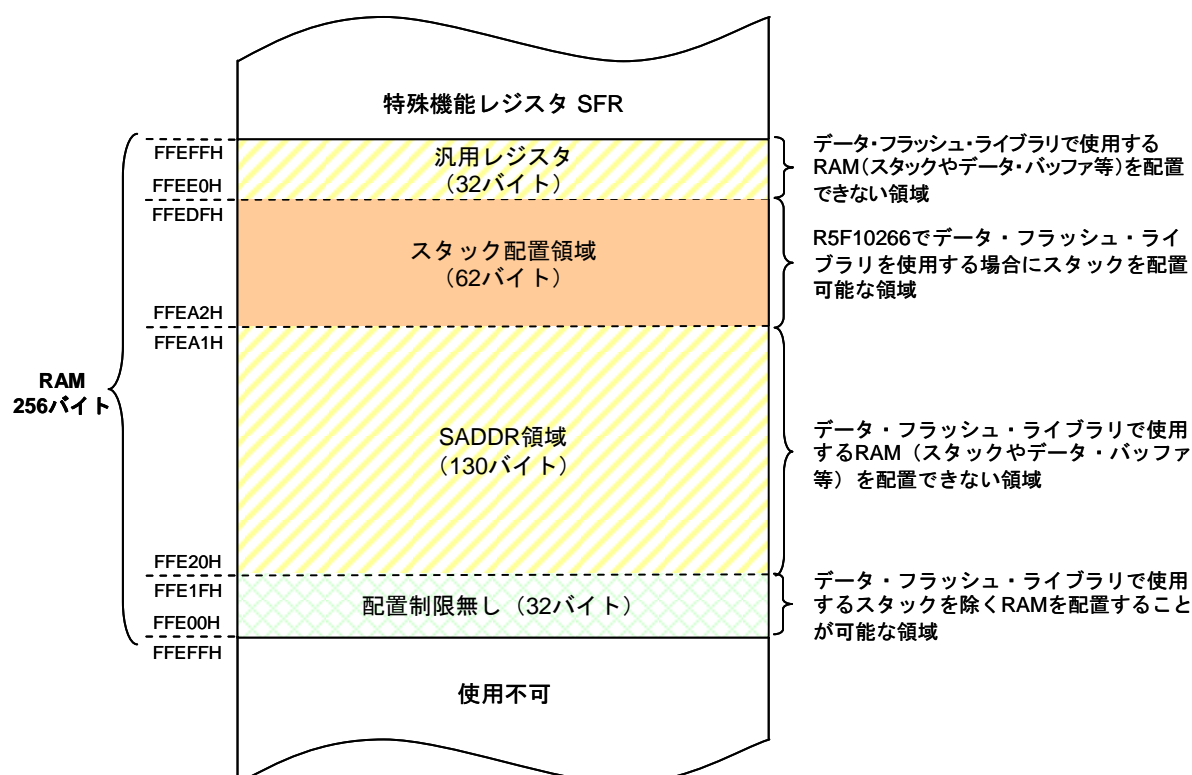 特殊機能レジスタ SFR
FFEFFH
汎用レジスタ
(32バイト)
FFEE0H
データ・フラッシュ・ライブラリで使用する
RAM(スタックやデータ・バッファ等)を配置
できない領域
FFEDFH
スタック配置領域
(62バイト)
FFEA2H
R5F10266でデータ・フラッシュ・ライ
ブラリを使用する場合にスタックを配置
可能な領域
FFEA1H
RAM
256バイト
SADDR領域
(130バイト)
FFE20H
データ・フラッシュ・ライブラリで使用
するRAM(スタックやデータ・バッファ
等)を配置できない領域
FFE1FH
配置制限無し(32バイト)
FFE00H
データ・フラッシュ・ライブラリで使用
するスタックを除くRAMを配置すること
が可能な領域
FFEFFH
使用不可